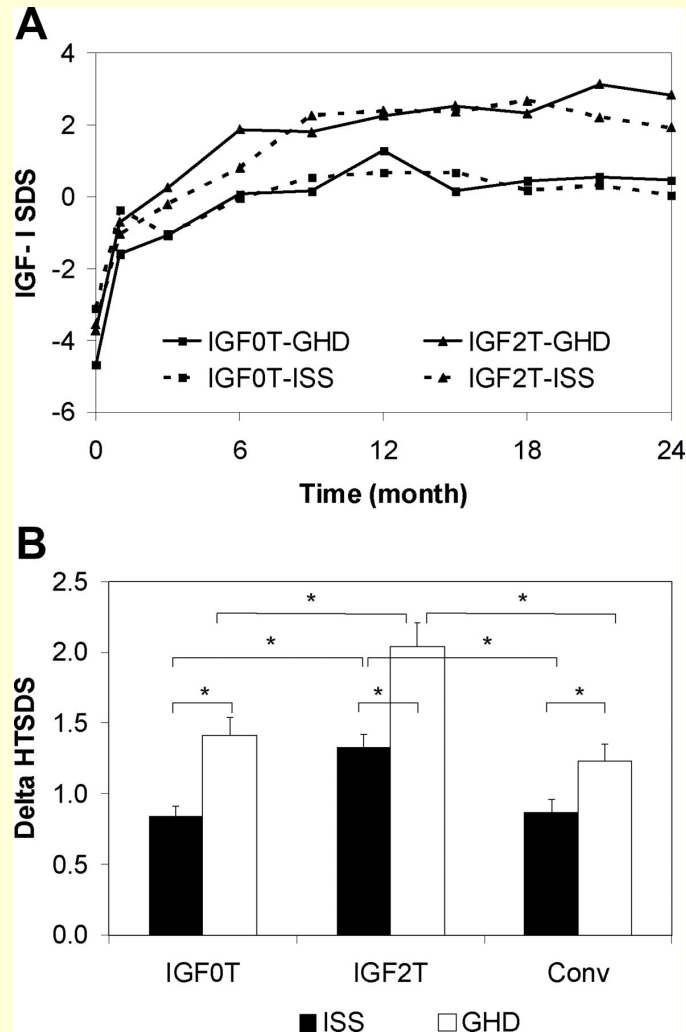 A
4
2
0
-2
-4
-6
IGF- I SDS
IGF0T-GHD IGF2T-GHD
IGF0T-ISS IGF2T-ISS
0 6 12 18 24
Time (month)
B
2.5
2.0
1.5
1.0
0.5
0.0
Delta HTSDS
* *
* *
* * *
IGF0T IGF2T Conv
ISS GHD